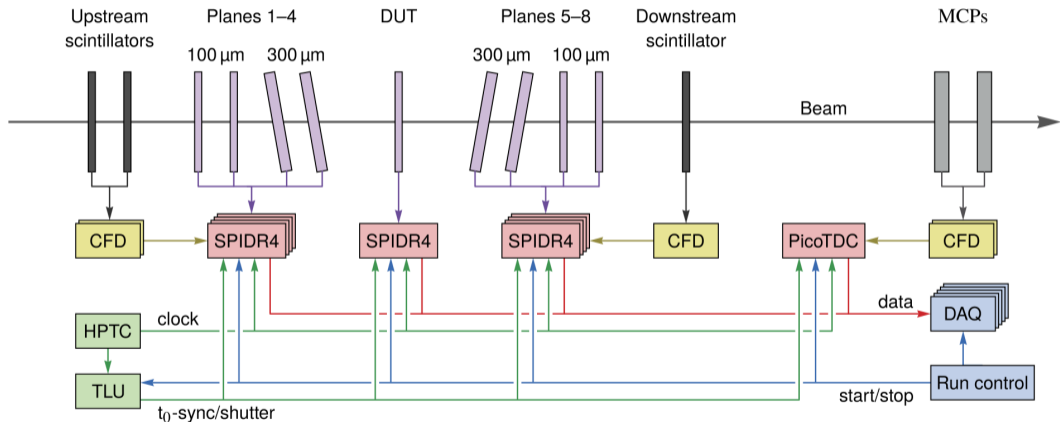 Upstream
scintillators
Planes 1–4
100 µm
300 µm
DUT
Planes 5–8
300 µm
100 µm
Downstream
scintillator
MCPs
Beam
CFD
SPIDR4
SPIDR4
SPIDR4
CFD
PicoTDC
CFD
HPTC
clock
data
DAQ
TLU
t0-sync/shutter
start/stop
Run control